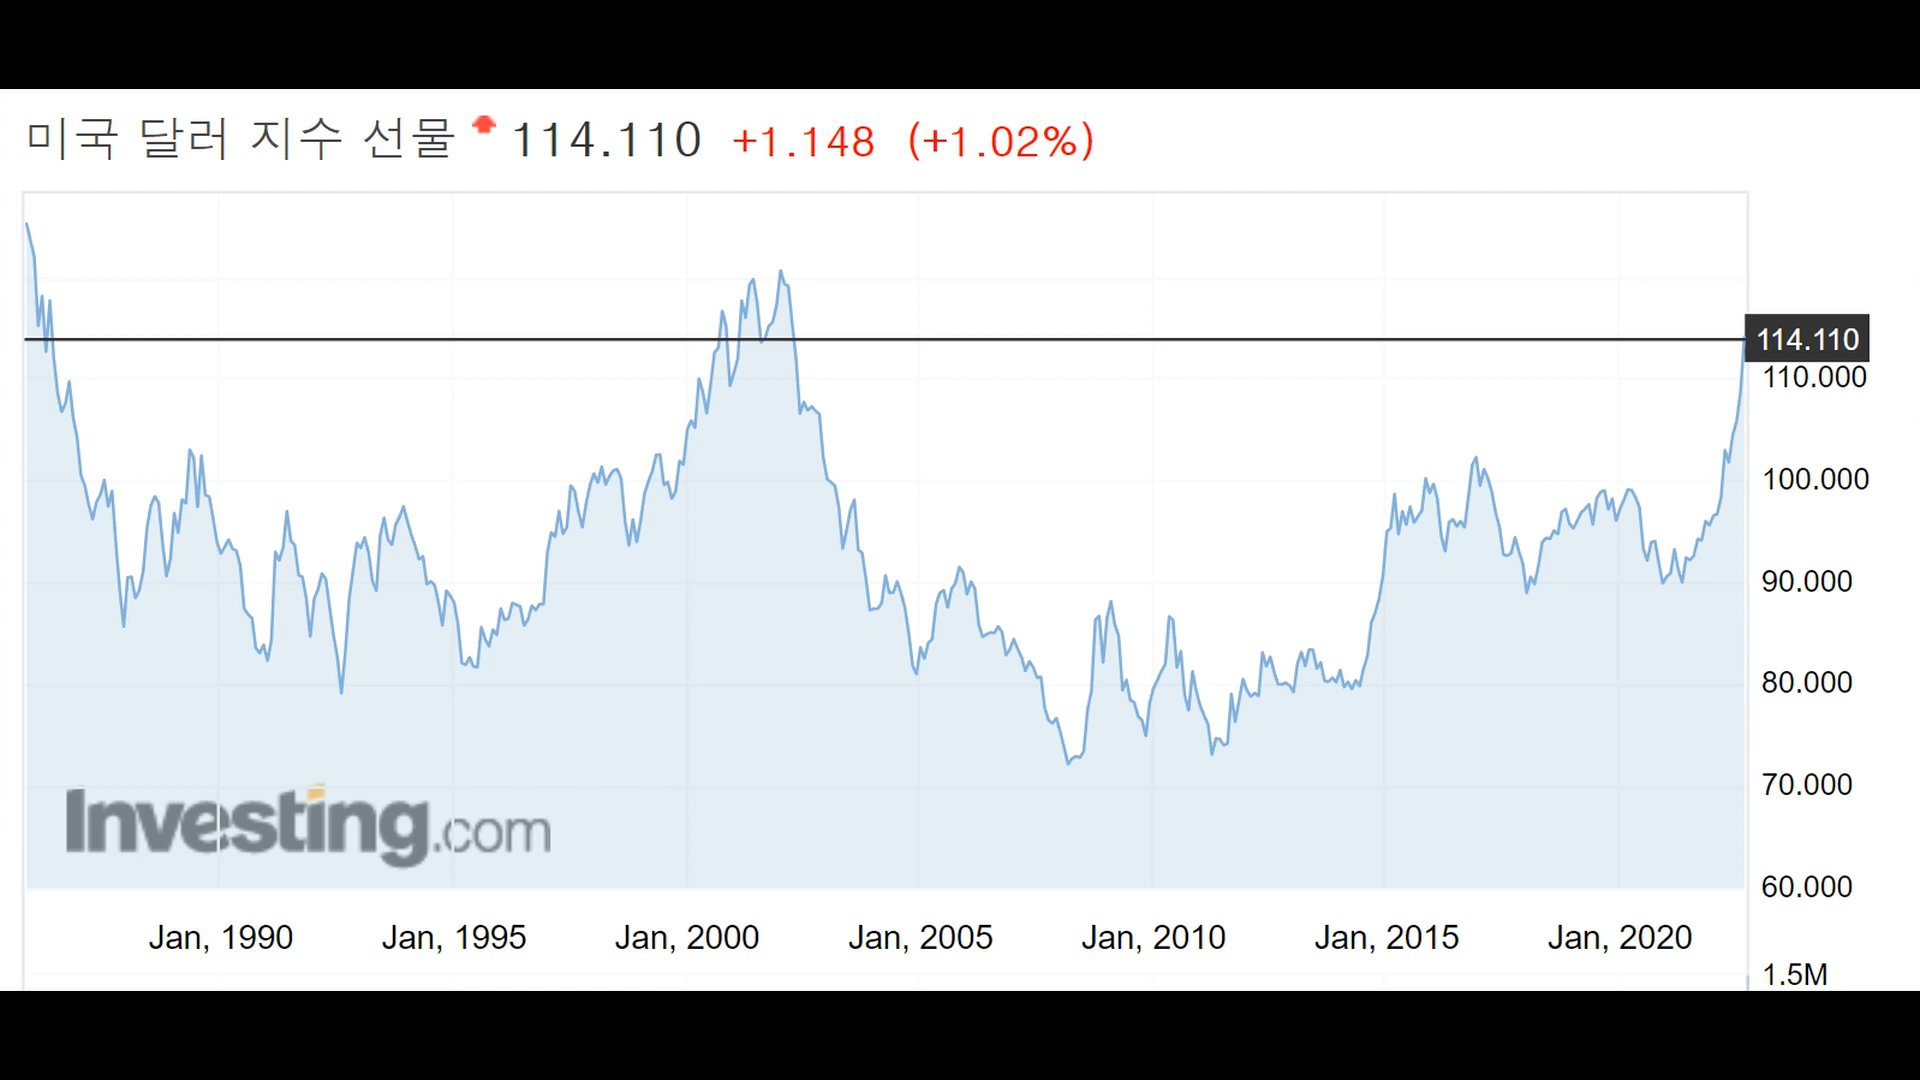 미국 달러 지수 선물 114.110 +1.148 (+1.02%)
114.110
110.000
100.000
90.000
80.000
70.000
60.000
Investing.com
Jan, 1990 Jan, 1995 Jan, 2000 Jan, 2005 Jan, 2010 Jan, 2015 Jan, 2020
1.5M